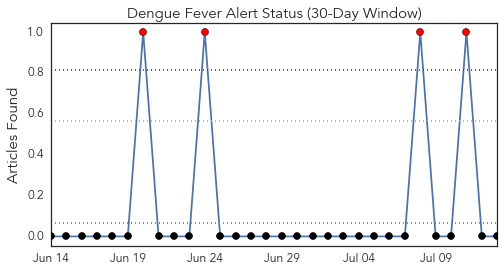 Dengue Fever Alert Status (30-Day Window)
Articles Found
1.0
0.8
0.6
0.4
0.2
0.0
Jun 14 Jun 19 Jun 24 Jun 29 Jul 04 Jul 09